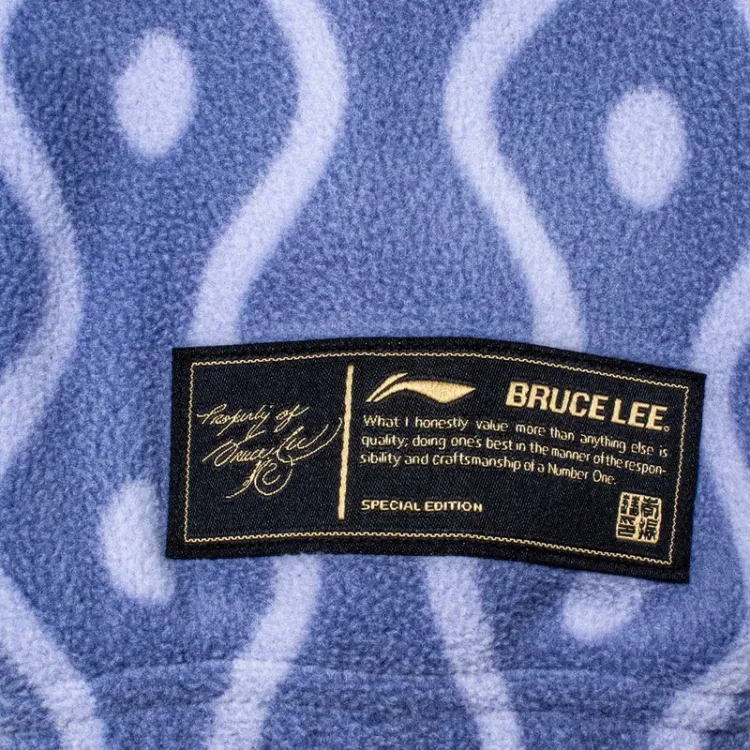 Property of
Bruce Lee
BRUCE LEE
What I honestly value more than anything else is
quality; doing one's best in the manner of the respon-
sibility and craftsmanship of a Number One.
SPECIAL EDITION